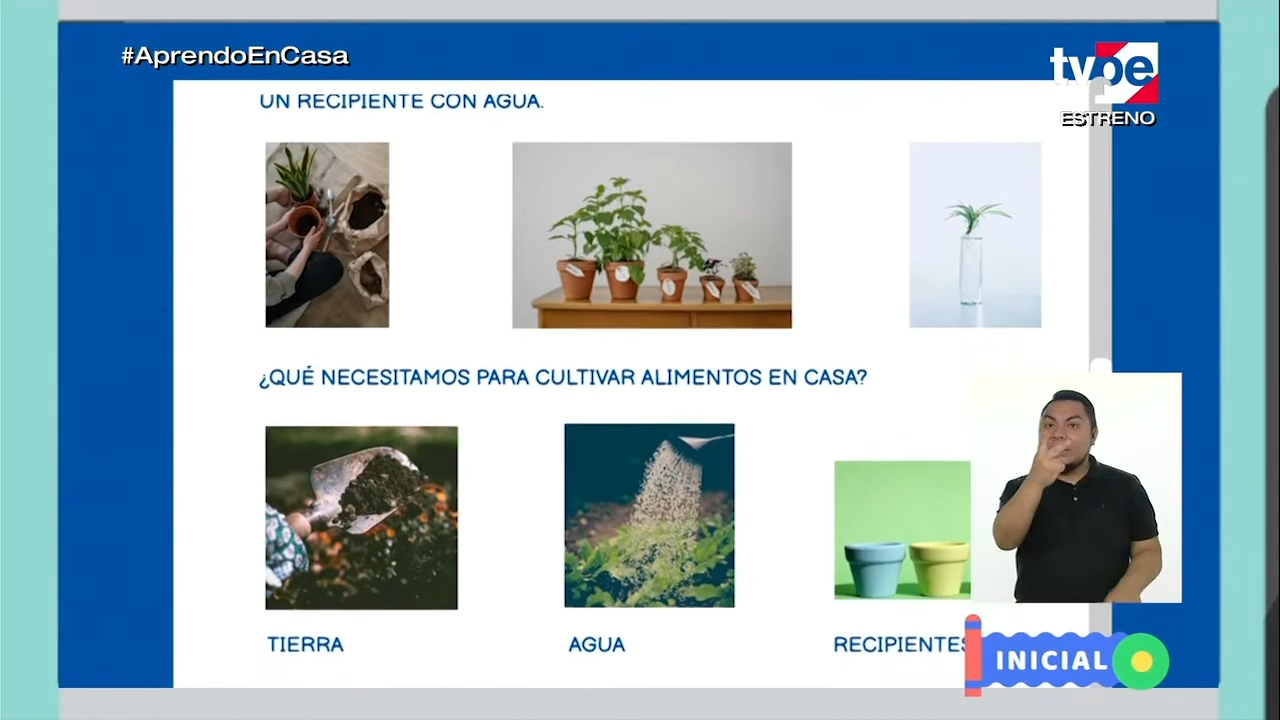 #AprendoEnCasa
tvpe
ESTRENO
UN RECIPIENTE CON AGUA.
¿QUÉ NECESITAMOS PARA CULTIVAR ALIMENTOS EN CASA?
TIERRA
AGUA
RECIPIENTES
INICIAL